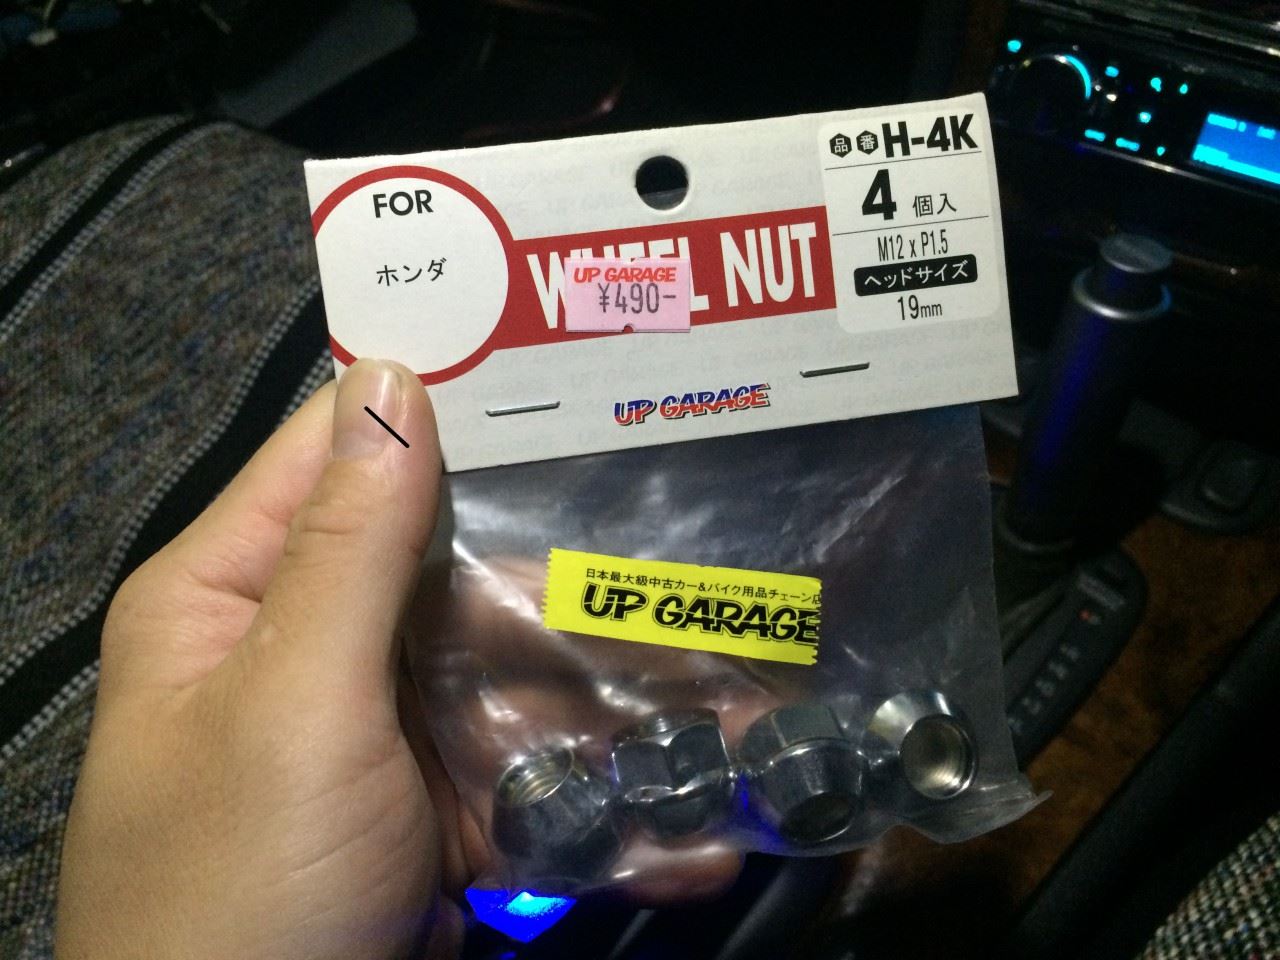 FOR
ホンダ
WHEEL NUT
UP GARAGE
¥490-
品番 H-4K
4 個入
M12 x P1.5
ヘッドサイズ
19mm
UP GARAGE
日本最大級中古カー&バイク用品チェーン店
UP GARAGE